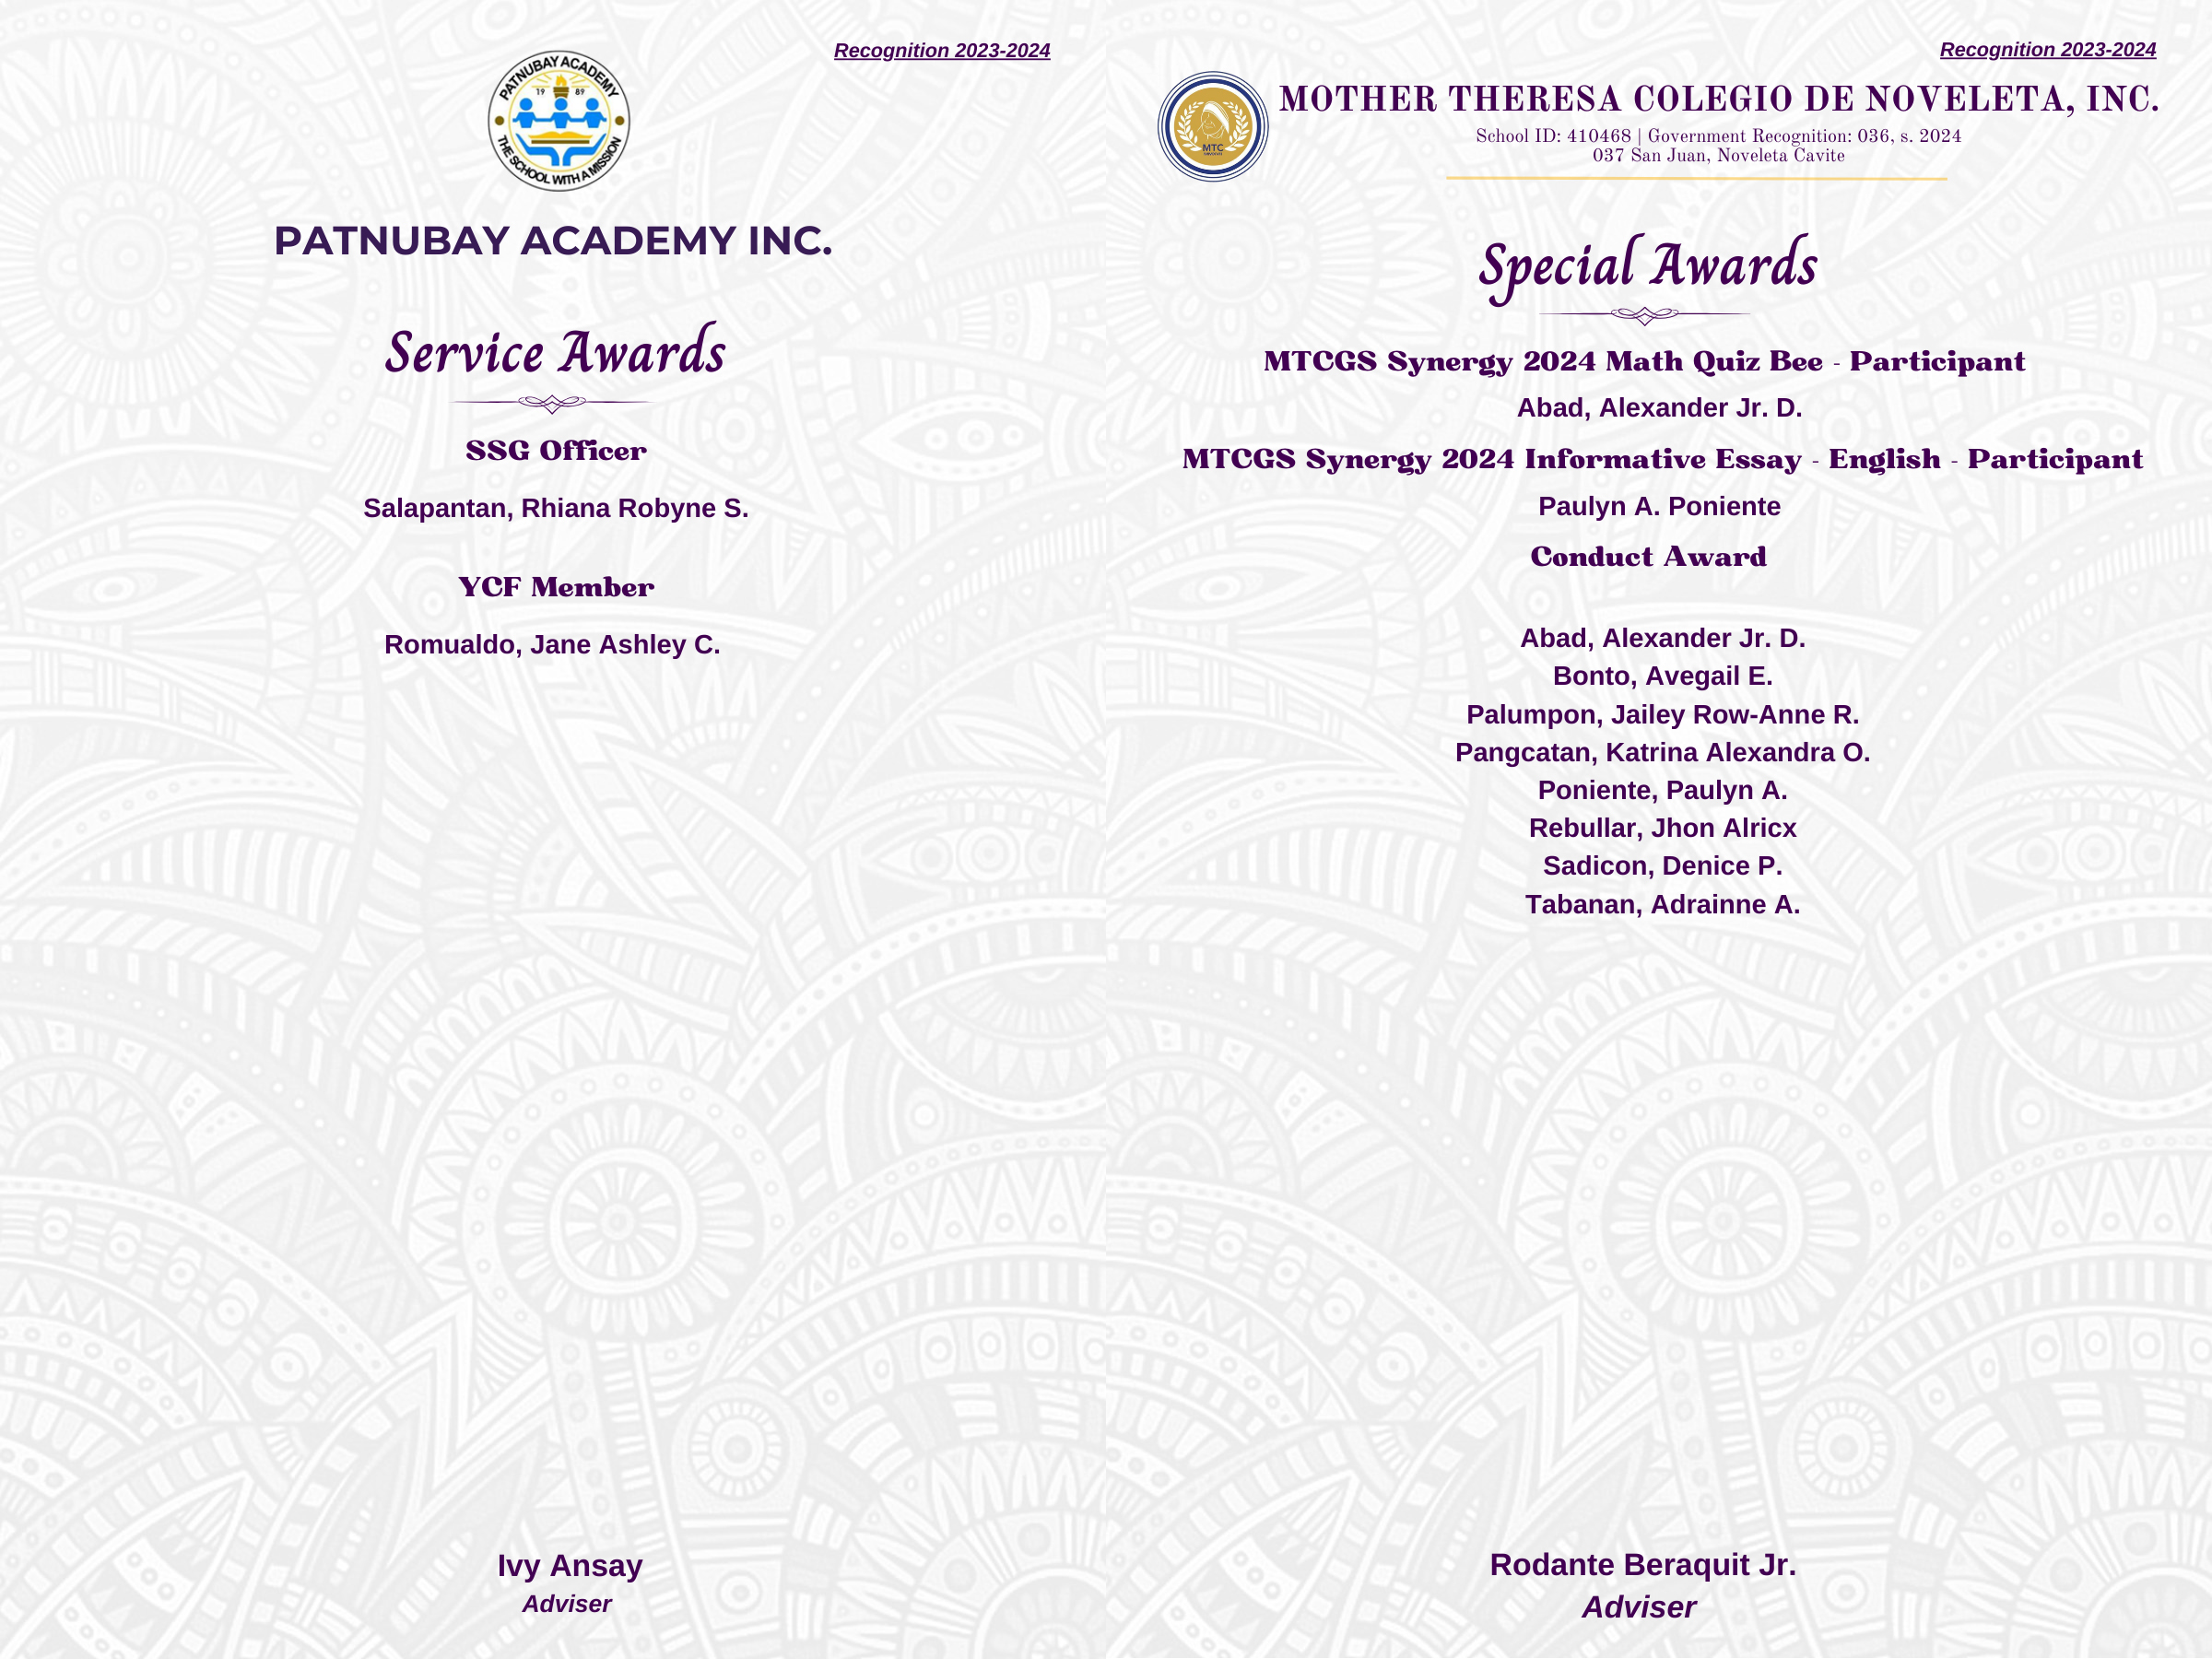 Recognition 2023-2024
PATNUBAY ACADEMY
19 89
THE SCHOOL WITH A MISSION
PATNUBAY ACADEMY INC.
Service Awards
SSG Officer
Salapantan, Rhiana Robyne S.
YCF Member
Romualdo, Jane Ashley C.
Ivy Ansay
Adviser
Recognition 2023-2024
MTC
MOTHER THERESA COLEGIO DE NOVELETA, INC.
School ID: 410468 | Government Recognition: 036, s. 2024
037 San Juan, Noveleta Cavite
Special Awards
MTCGS Synergy 2024 Math Quiz Bee - Participant
Abad, Alexander Jr. D.
MTCGS Synergy 2024 Informative Essay - English - Participant
Paulyn A. Poniente
Conduct Award
Abad, Alexander Jr. D.
Bonto, Avegail E.
Palumpon, Jailey Row-Anne R.
Pangcatan, Katrina Alexandra O.
Poniente, Paulyn A.
Rebullar, Jhon Alricx
Sadicon, Denice P.
Tabanan, Adrainne A.
Rodante Beraquit Jr.
Adviser